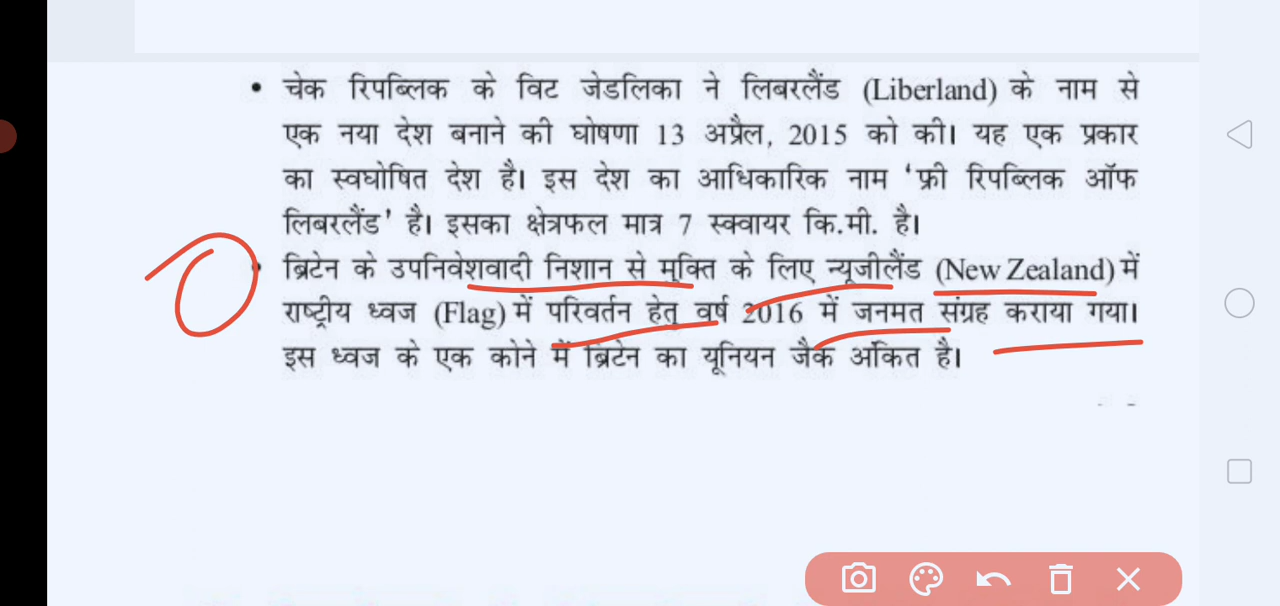 • चेक रिपब्लिक के विट जेडलिका ने लिबरलैंड (Liberland) के नाम से
एक नया देश बनाने की घोषणा 13 अप्रैल, 2015 को की। यह एक प्रकार
का स्वघोषित देश है। इस देश का आधिकारिक नाम ‘फ्री रिपब्लिक ऑफ
लिबरलैंड’ है। इसका क्षेत्रफल मात्र 7 स्क्वायर कि.मी. है।
• ब्रिटेन के उपनिवेशवादी निशान से मुक्ति के लिए न्यूजीलैंड (New Zealand) में
राष्ट्रीय ध्वज (Flag) में परिवर्तन हेतु वर्ष 2016 में जनमत संग्रह कराया गया।
इस ध्वज के एक कोने में ब्रिटेन का यूनियन जैक अंकित है।